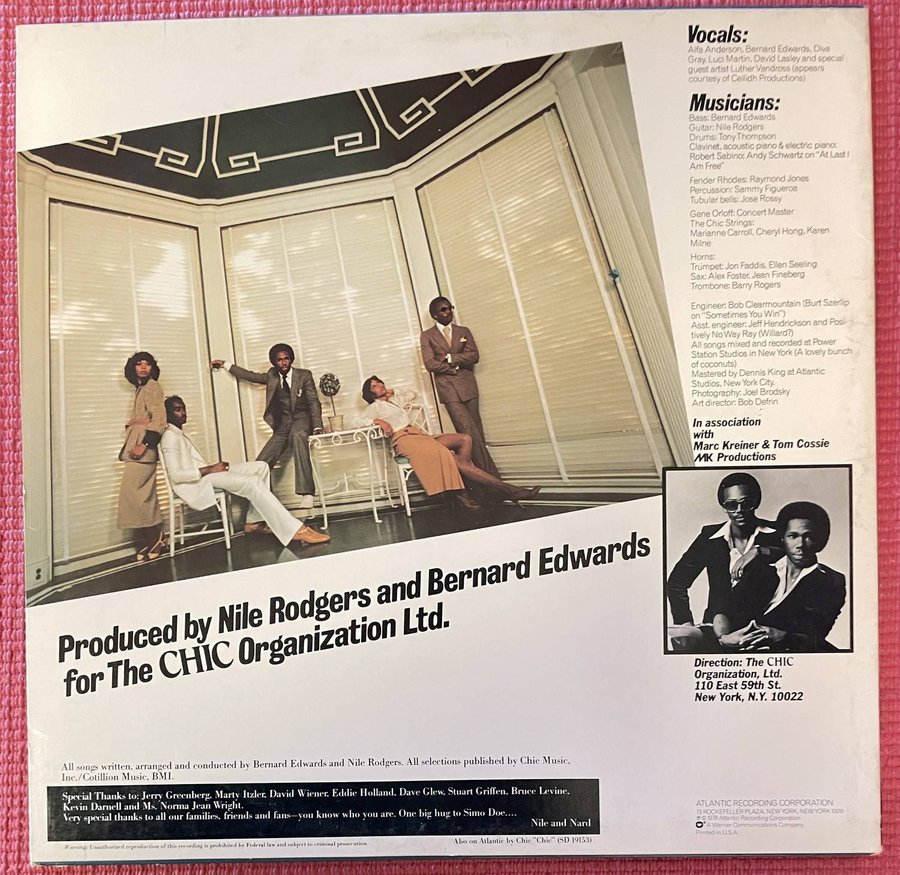 Vocals:
Alfa Anderson, Bernard Edwards, Diva
Gray, Luci Martin, David Lasley and special
guest artist Luther Vandross (appears
courtesy of Ceilidh Productions)
Musicians:
Bass: Bernard Edwards
Guitar: Nile Rodgers
Drums: Tony Thompson
Clavinet, acoustic piano & electric piano:
Robert Sabino; Andy Schwartz on "At Last I
Am Free"
Fender Rhodes: Raymond Jones
Percussion: Sammy Figueroa
Tubular bells: Jose Rossy
Gene Orloff: Concert Master
The Chic Strings:
Marianne Carroll, Cheryl Hong, Karen
Milne
Horns:
Trumpet: Jon Faddis, Ellen Seeling
Sax: Alex Foster, Jean Fineberg
Trombone: Barry Rogers
Engineer: Bob Clearmountain (Burt Szerlip
on "Sometimes You Win")
Asst. engineer: Jeff Hendrickson and Posi-
tively No Way Ray (Willard?)
All songs mixed and recorded at Power
Station Studios in New York (A lovely bunch
of coconuts)
Mastered by Dennis King at Atlantic
Studios, New York City.
Photography: Joel Brodsky
Art director: Bob Defrin
In association
with
Marc Kreiner & Tom Cossie
MK Productions
Produced by Nile Rodgers and Bernard Edwards
for The CHIC Organization Ltd.
Direction: The CHIC
Organization, Ltd.
110 East 59th St.
New York, N.Y. 10022
All songs written, arranged and conducted by Bernard Edwards and Nile Rodgers. All selections published by Chic Music,
Inc./Cotillion Music, BMI.
Special Thanks to: Jerry Greenberg, Marty Itzler, David Wiener, Eddie Holland, Dave Glew, Stuart Griffen, Bruce Levine,
Kevin Darnell and Ms. Norma Jean Wright.
Very special thanks to all our families, friends and fans—you know who you are. One big hug to Simo Doe....
Nile and Nard
Warning: Unauthorized reproduction of this recording is prohibited by Federal law and subject to criminal prosecution.
Also on Atlantic by Chic "Chic" (SD 19153)
ATLANTIC RECORDING CORPORATION
75 ROCKEFELLER PLAZA, NEW YORK, NEW YORK 10019
℗ © 1978 Atlantic Recording Corporation
A Warner Communications Company
Printed in U.S.A.